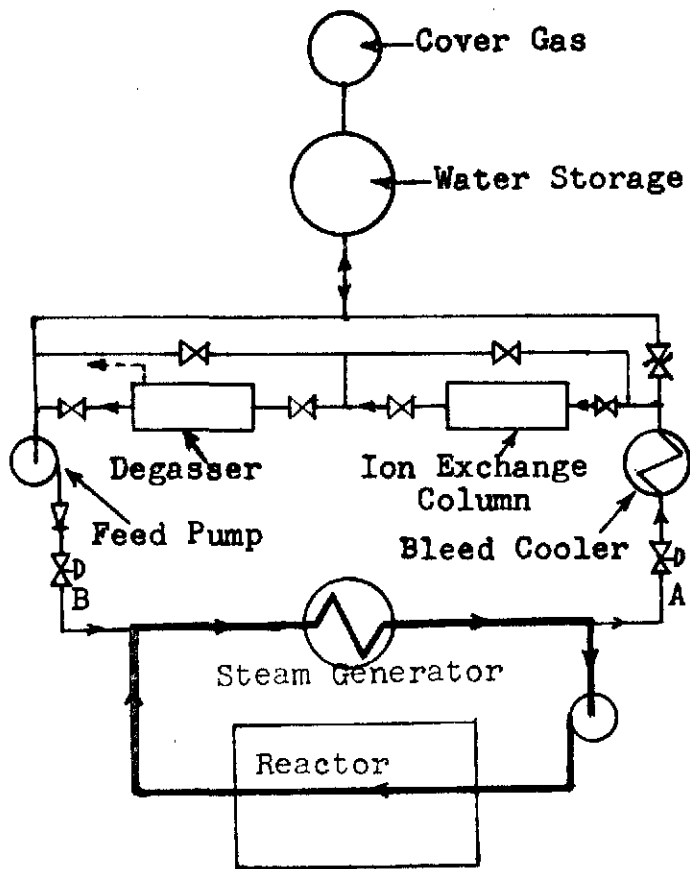 Cover Gas
Water Storage
Degasser
Ion Exchange
Column
Feed Pump
Bleed Cooler
B
A
Steam Generator
Reactor